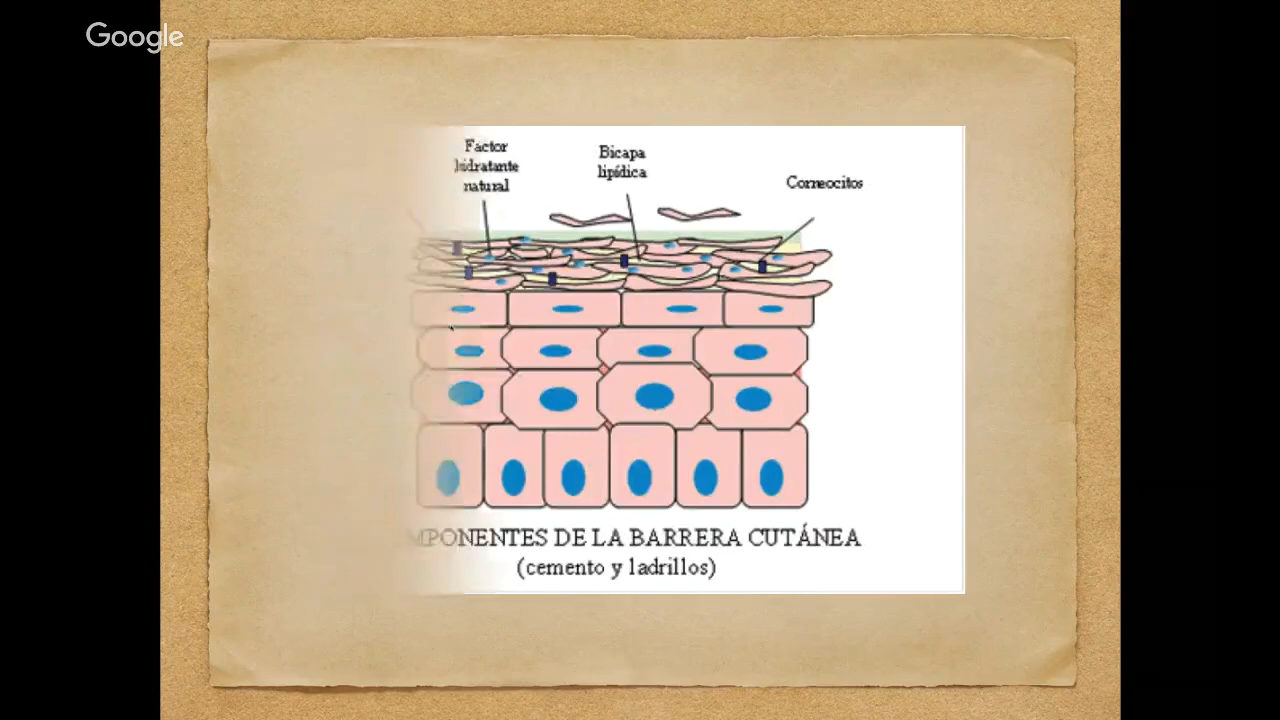 Google
Factor
hidratante
natural
Bicapa
lipídica
Corneocitos
MPONENTES DE LA BARRERA CUTÁNEA
(cemento y ladrillos)